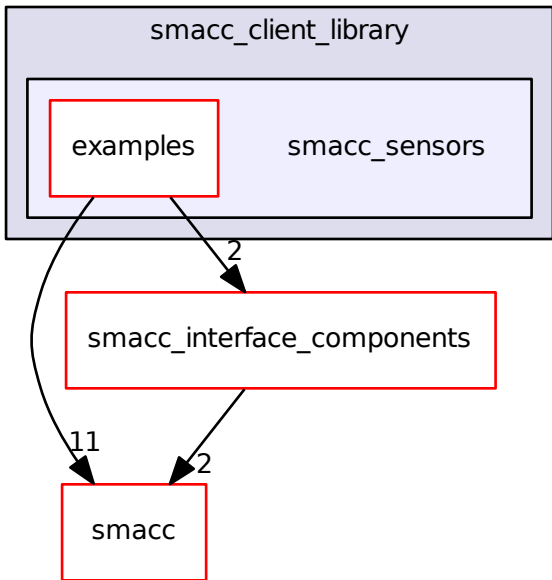 smacc_client_library
examples
smacc_sensors
2
smacc_interface_components
11
2
smacc